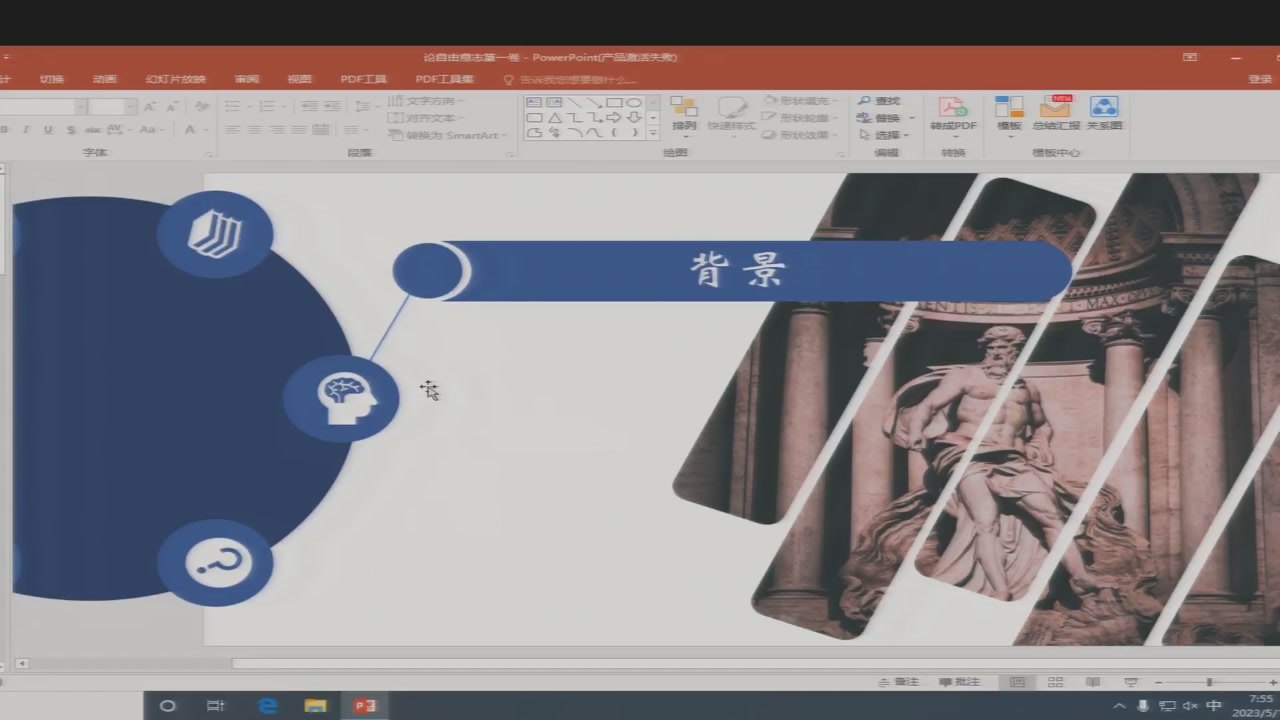 论自由意志第一卷 - PowerPoint(产品激活失败)
切换 动画 幻灯片放映 审阅 视图 PDF工具 PDF工具集 告诉我您想要做什么... 登录
文字方向
对齐文本
转换为 SmartArt
排列 快速样式
形状填充
形状轮廓
形状效果
查找
替换
选择
转成PDF 模板 总结汇报 关系图
NEW
字体 段落 绘图 编辑 转换 模板中心
背景
MAX
备注 批注
中
7:55
2023/5/